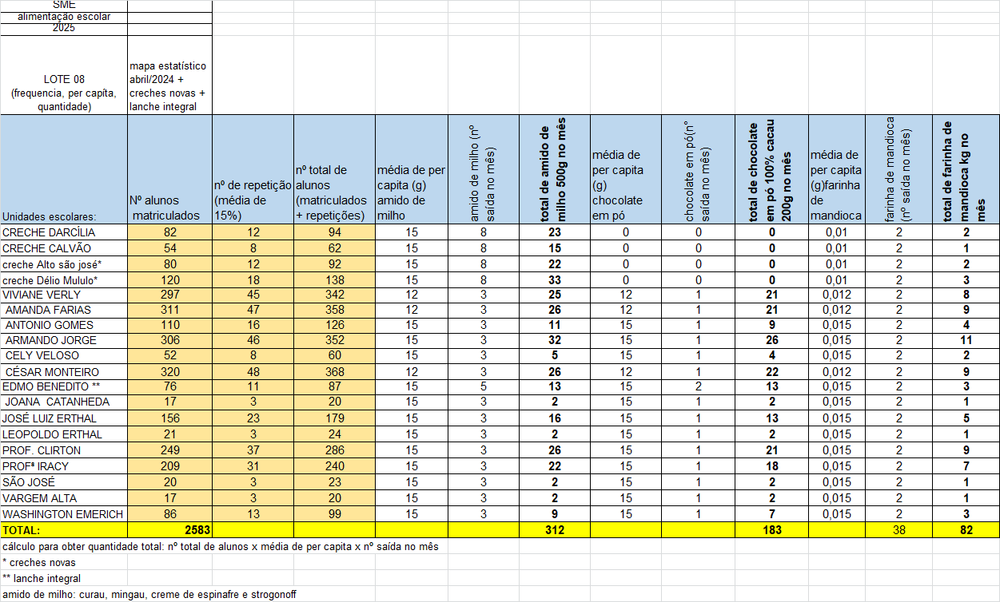 SME
alimentação escolar
2025
LOTE 08
(frequencia, per capíta,
quantidade)
mapa estatístico
abril/2024 +
creches novas +
lanche integral
Unidades escolares:
Nº alunos
matriculados
nº de repetição
(média de
15%)
nº total de
alunos
(matriculados
+ repetições)
média de per
capita (g)
amido de
milho
amido de milho (nº
saída no mês)
total de amido de
milho 500g no mês
média de
per capita
(g)
chocolate
em pó
chocolate em pó(n°
saída no mês)
total de chocolate
em pó 100% cacau
200g no mês
média de
per capita
(g)farinha
de
mandioca
farinha de mandioca
(nº saída no mês)
total de farinha de
mandioca kg no
mês
CRECHE DARCÍLIA 82 12 94 15 8 23 0 0 0 0,01 2 2
CRECHE CALVÃO 54 8 62 15 8 15 0 0 0 0,01 2 1
creche Alto são josé* 80 12 92 15 8 22 0 0 0 0,01 2 2
creche Délio Mululo* 120 18 138 15 8 33 0 0 0 0,01 2 3
VIVIANE VERLY 297 45 342 12 3 25 12 1 21 0,012 2 8
AMANDA FARIAS 311 47 358 12 3 26 12 1 21 0,012 2 9
ANTONIO GOMES 110 16 126 15 3 11 15 1 9 0,015 2 4
ARMANDO JORGE 306 46 352 15 3 32 15 1 26 0,015 2 11
CELY VELOSO 52 8 60 15 3 5 15 1 4 0,015 2 2
CÉSAR MONTEIRO 320 48 368 12 3 26 12 1 22 0,012 2 9
EDMO BENEDITO ** 76 11 87 15 5 13 15 2 13 0,015 2 3
JOANA CATANHEDA 17 3 20 15 3 2 15 1 2 0,015 2 1
JOSÉ LUIZ ERTHAL 156 23 179 15 3 16 15 1 13 0,015 2 5
LEOPOLDO ERTHAL 21 3 24 15 3 2 15 1 2 0,015 2 1
PROF. CLIRTON 249 37 286 15 3 26 15 1 21 0,015 2 9
PROFª IRACY 209 31 240 15 3 22 15 1 18 0,015 2 7
SÃO JOSÉ 20 3 23 15 3 2 15 1 2 0,015 2 1
VARGEM ALTA 17 3 20 15 3 2 15 1 2 0,015 2 1
WASHINGTON EMERICH 86 13 99 15 3 9 15 1 7 0,015 2 3
TOTAL: 2583 312 183 38 82
cálculo para obter quantidade total: nº total de alunos x média de per capita x nº saída no mês
* creches novas
** lanche integral
amido de milho: curau, mingau, creme de espinafre e strogonoff